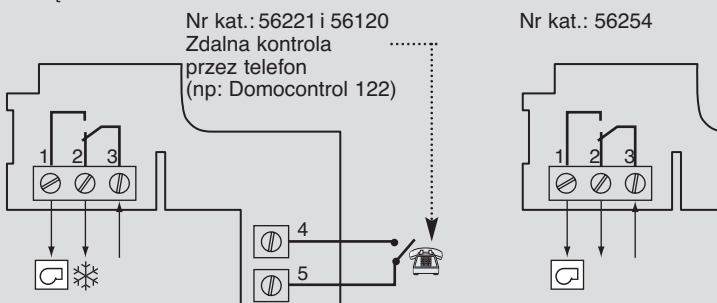 Nr kat.: 56221 i 56120
Zdalna kontrola
przez telefon
(np: Domocontrol 122)
1 2 3
4
5
Nr kat.: 56254
1 2 3